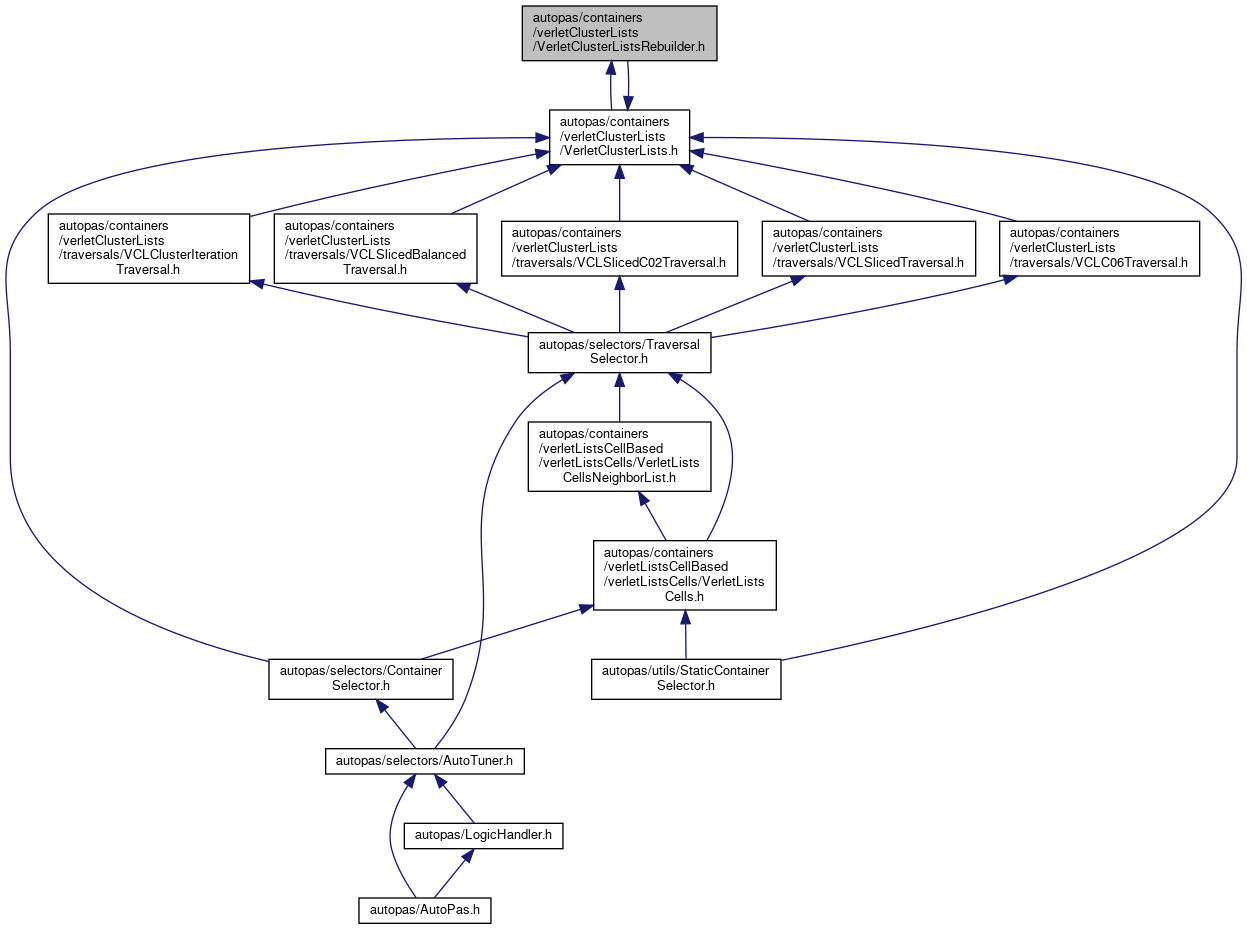 autopas/containers
/verletClusterLists
/VerletClusterListsRebuilder.h
autopas/containers
/verletClusterLists
/VerletClusterLists.h
autopas/containers
/verletClusterLists
/traversals/VCLClusterIteration
Traversal.h
autopas/containers
/verletClusterLists
/traversals/VCLSlicedBalanced
Traversal.h
autopas/containers
/verletClusterLists
/traversals/VCLSlicedC02Traversal.h
autopas/containers
/verletClusterLists
/traversals/VCLSlicedTraversal.h
autopas/containers
/verletClusterLists
/traversals/VCLC06Traversal.h
autopas/selectors/Traversal
Selector.h
autopas/containers
/verletListsCellBased
/verletListsCells/VerletLists
CellsNeighborList.h
autopas/containers
/verletListsCellBased
/verletListsCells/VerletLists
Cells.h
autopas/selectors/Container
Selector.h
autopas/utils/StaticContainer
Selector.h
autopas/selectors/AutoTuner.h
autopas/LogicHandler.h
autopas/AutoPas.h